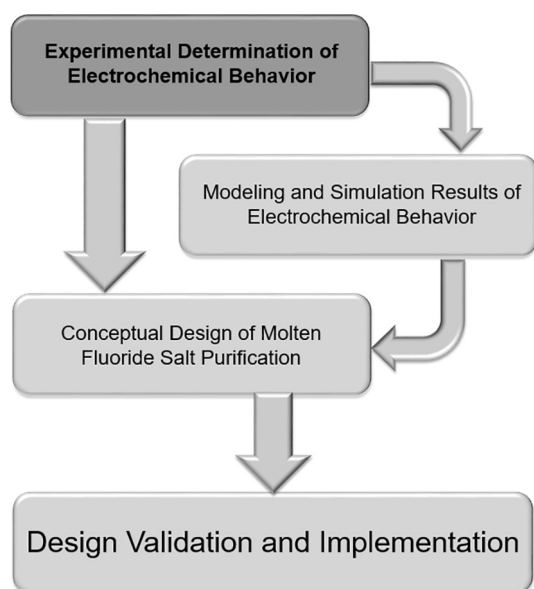 Experimental Determination of
Electrochemical Behavior
Modeling and Simulation Results of
Electrochemical Behavior
Conceptual Design of Molten
Fluoride Salt Purification
Design Validation and Implementation